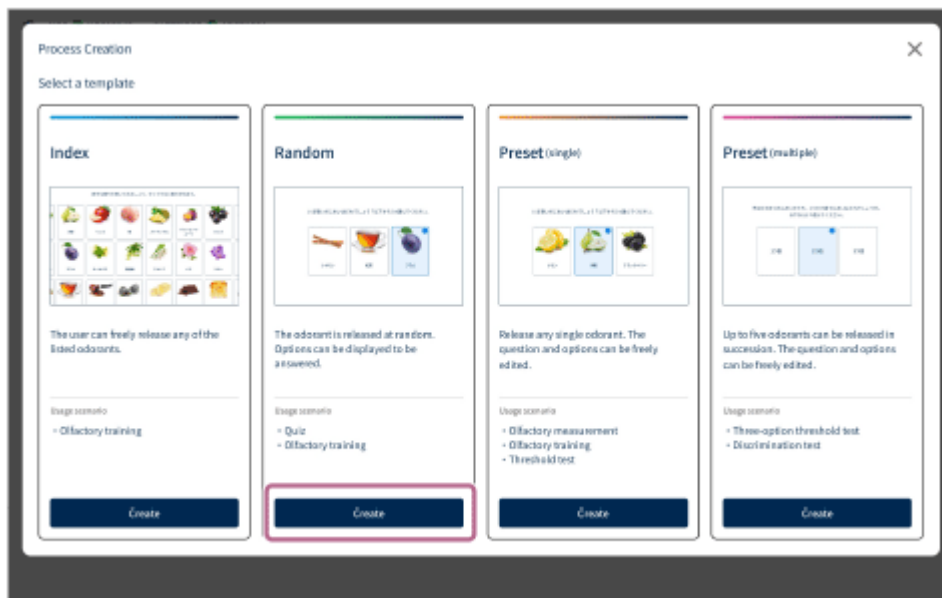 Process Creation
Select a template
Index
The user can freely release any of the
listed odorants.
Usage scenario
• Olfactory training
Create
Random
The odorant is released at random.
Options can be displayed to be
answered.
Usage scenario
• Quiz
• Olfactory training
Create
Preset (single)
Release any single odorant. The
question and options can be freely
edited.
Usage scenario
• Olfactory measurement
• Olfactory training
• Threshold test
Create
Preset (multiple)
Up to five odorants can be released in
succession. The question and options
can be freely edited.
Usage scenario
• Three-option threshold test
• Discrimination test
Create